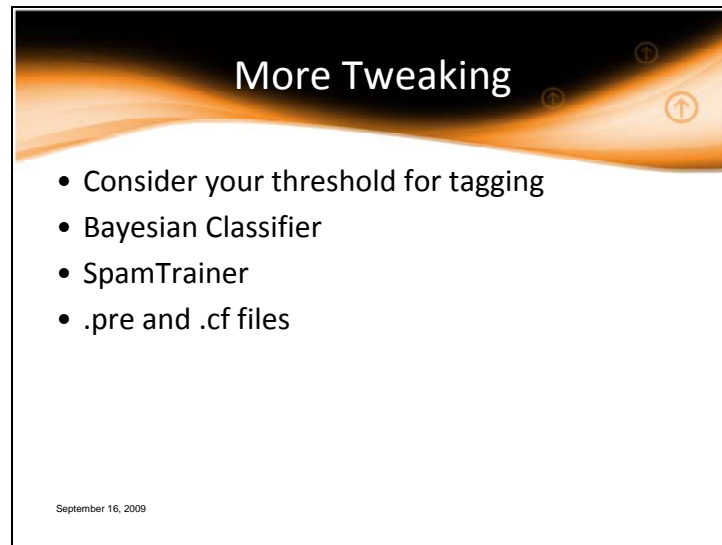 More Tweaking
• Consider your threshold for tagging
• Bayesian Classifier
• SpamTrainer
• .pre and .cf files
September 16, 2009